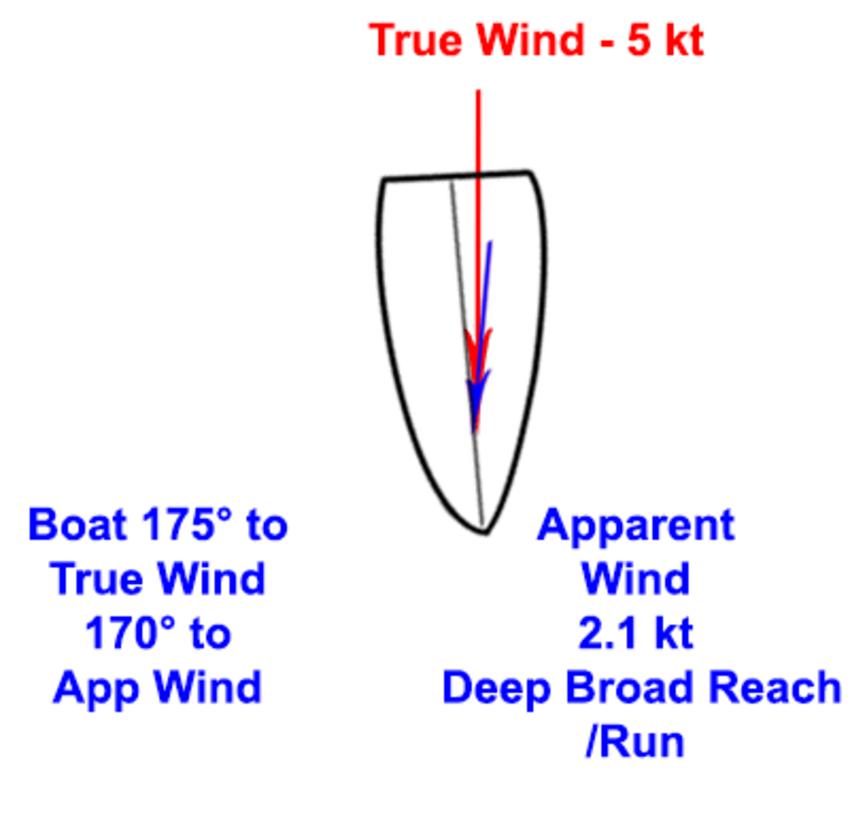 True Wind - 5 kt
Boat 175° to
True Wind
170° to
App Wind
Apparent
Wind
2.1 kt
Deep Broad Reach
/Run